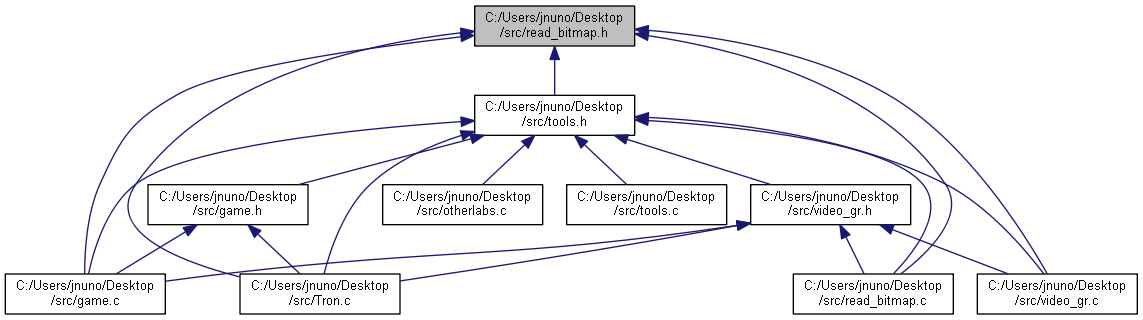 C:/Users/jnuno/Desktop
/src/read_bitmap.h
C:/Users/jnuno/Desktop
/src/tools.h
C:/Users/jnuno/Desktop
/src/game.h
C:/Users/jnuno/Desktop
/src/otherlabs.c
C:/Users/jnuno/Desktop
/src/tools.c
C:/Users/jnuno/Desktop
/src/video_gr.h
C:/Users/jnuno/Desktop
/src/game.c
C:/Users/jnuno/Desktop
/src/Tron.c
C:/Users/jnuno/Desktop
/src/read_bitmap.c
C:/Users/jnuno/Desktop
/src/video_gr.c